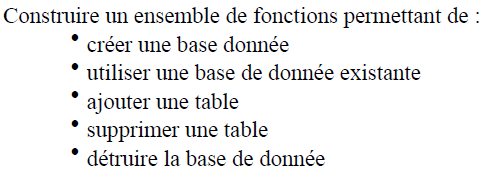 Construire un ensemble de fonctions permettant de :
• créer une base donnée
• utiliser une base de donnée existante
• ajouter une table
• supprimer une table
• détruire la base de donnée